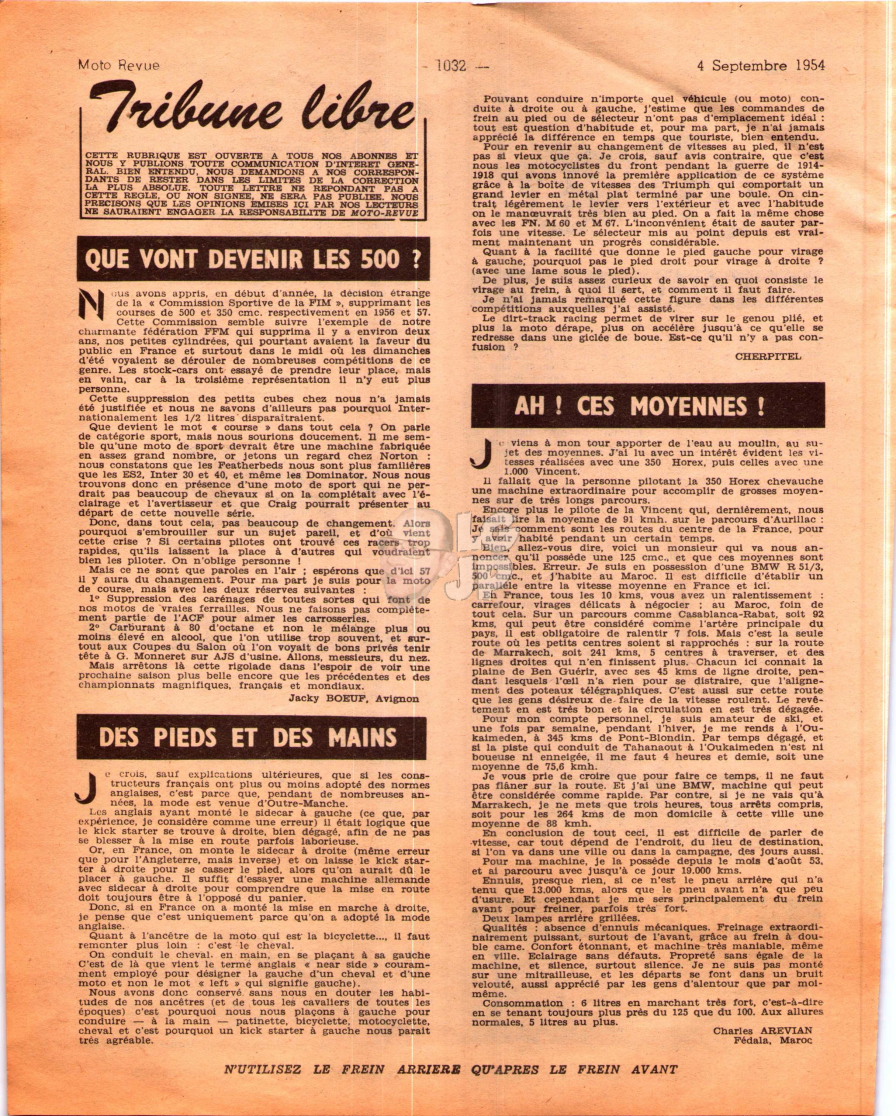 Moto Revue
- 1032 —
4 Septembre 1954
Tribune libre
CETTE RUBRIQUE EST OUVERTE A TOUS NOS ABONNES ET
NOUS Y PUBLIONS TOUTE COMMUNICATION D'INTERET GENE-
RAL. BIEN ENTENDU, NOUS DEMANDONS A NOS CORRESPON-
DANTS DE RESTER DANS LES LIMITES DE LA CORRECTION
LA PLUS ABSOLUE. TOUTE LETTRE NE REPONDANT PAS A
CETTE REGLE, OU NON SIGNEE, NE SERA PAS PUBLIEE. NOUS
PRECISONS QUE LES OPINIONS EMISES ICI PAR NOS LECTEURS
NE SAURAIENT ENGAGER LA RESPONSABILITE DE MOTO-REVUE
QUE VONT DEVENIR LES 500 ?
Nous avons appris, en début d'année, la décision étrange
de la « Commission Sportive de la FIM », supprimant les
courses de 500 et 350 cmc. respectivement en 1956 et 57.
Cette Commission semble suivre l'exemple de notre
charmante fédération FFM qui supprima il y a environ deux
ans, nos petites cylindrées, qui pourtant avaient la faveur du
public en France et surtout dans le midi où les dimanches
d'été voyaient se dérouler de nombreuses compétitions de ce
genre. Les stock-cars ont essayé de prendre leur place, mais
en vain, car à la troisième représentation il n'y eut plus
personne.
Cette suppression des petits cubes chez nous n'a jamais
été justifiée et nous ne savons d'ailleurs pas pourquoi Inter-
nationalement les 1/2 litres disparaîtraient.
Que devient le mot « course » dans tout cela ? On parle
de catégorie sport, mais nous sourions doucement. Il me sem-
ble qu'une moto de sport devrait être une machine fabriquée
en assez grand nombre, or jetons un regard chez Norton :
nous constatons que les Featherbeds nous sont plus familières
que les ES2, Inter 30 et 40, et même les Dominator. Nous nous
trouvons donc en présence d'une moto de sport qui ne per-
drait pas beaucoup de chevaux si on la complétait avec l'é-
clairage et l'avertisseur et que Craig pourrait présenter au
départ de cette nouvelle série.
Donc, dans tout cela, pas beaucoup de changement. Alors
pourquoi s'embrouiller sur un sujet pareil, et d'où vient
cette crise ? Si certains pilotes ont trouvé ces racers trop
rapides, qu'ils laissent la place à d'autres qui voudraient
bien les piloter. On n'oblige personne !
Mais ce ne sont que paroles en l'air ; espérons que d'ici 57
il y aura du changement. Pour ma part je suis pour la moto
de course, mais avec les deux réserves suivantes :
1° Suppression des carénages de toutes sortes qui font de
nos motos de vraies ferrailles. Nous ne faisons pas complète-
ment partie de l'ACF pour aimer les carrosseries.
2° Carburant à 80 d'octane et non le mélange plus ou
moins élevé en alcool, que l'on utilise trop souvent, et sur-
tout aux Coupes du Salon où l'on voyait de bons privés tenir
tête à G. Monneret sur AJS d'usine. Allons, messieurs, du nez.
Mais arrêtons là cette rigolade dans l'espoir de voir une
prochaine saison plus belle encore que les précédentes et des
championnats magnifiques, français et mondiaux.
Jacky BOEUF, Avignon
DES PIEDS ET DES MAINS
Je crois, sauf explications ultérieures, que si les cons-
tructeurs français ont plus ou moins adopté des normes
anglaises, c'est parce que, pendant de nombreuses an-
nées, la mode est venue d'Outre-Manche.
Les anglais ayant monté le sidecar à gauche (ce que, par
expérience, je considère comme une erreur) il était logique que
le kick starter se trouve à droite, bien dégagé, afin de ne pas
se blesser à la mise en route parfois laborieuse.
Or, en France, on monte le sidecar à droite (même erreur
que pour l'Angleterre, mais inverse) et on laisse le kick star-
ter à droite pour se casser le pied, alors qu'on aurait dû le
placer à gauche. Il suffit d'essayer une machine allemande
avec sidecar à droite pour comprendre que la mise en route
doit toujours être à l'opposé du panier.
Donc, si en France on a monté la mise en marche à droite,
je pense que c'est uniquement parce qu'on a adopté la mode
anglaise.
Quant à l'ancêtre de la moto qui est la bicyclette..., il faut
remonter plus loin : c'est le cheval.
On conduit le cheval. en main, en se plaçant à sa gauche
C'est de là que vient le terme anglais « near side » couram-
ment employé pour désigner la gauche d'un cheval et d'une
moto et non le mot « left » qui signifie gauche).
Nous avons donc conservé sans nous en douter les habi-
tudes de nos ancêtres (et de tous les cavaliers de toutes les
époques) c'est pourquoi nous nous plaçons à gauche pour
conduire — à la main — patinette, bicyclette, motocyclette,
cheval et c'est pourquoi un kick starter à gauche nous parait
très agréable.
Pouvant conduire n'importe quel véhicule (ou moto) con-
duite à droite ou à gauche, j'estime que les commandes de
frein au pied ou de sélecteur n'ont pas d'emplacement idéal :
tout est question d'habitude et, pour ma part, je n'ai jamais
apprécié la différence en temps que touriste, bien entendu.
Pour en revenir au changement de vitesses au pied, il n'est
pas si vieux que ça. Je crois, sauf avis contraire, que c'est
nous les motocyclistes du front pendant la guerre de 1914-
1918 qui avons innové la première application de ce système
grâce à la boîte de vitesses des Triumph qui comportait un
grand levier en métal plat terminé par une boule. On cin-
trait légèrement le levier vers l'extérieur et avec l'habitude
on le manœuvrait très bien au pied. On a fait la même chose
avec les FN. M 60 et M 67. L'inconvénient était de sauter par-
fois une vitesse. Le sélecteur mis au point depuis est vrai-
ment maintenant un progrès considérable.
Quant à la facilité que donne le pied gauche pour virage
à gauche, pourquoi pas le pied droit pour virage à droite ?
(avec une lame sous le pied).
De plus, je suis assez curieux de savoir en quoi consiste le
virage au frein, à quoi il sert, et comment il faut faire.
Je n'ai jamais remarqué cette figure dans les différentes
compétitions auxquelles j'ai assisté.
Le dirt-track racing permet de virer sur le genou plié, et
plus la moto dérape, plus on accélère jusqu'à ce qu'elle se
redresse dans une giclée de boue. Est-ce qu'il n'y a pas con-
fusion ?
CHERPITEL
AH ! CES MOYENNES !
Je viens à mon tour apporter de l'eau au moulin, au su-
jet des moyennes. J'ai lu avec un intérêt évident les vi-
tesses réalisées avec une 350 Horex, puis celles avec une
1.000 Vincent.
Il fallait que la personne pilotant la 350 Horex chevauche
une machine extraordinaire pour accomplir de grosses moyen-
nes sur de très longs parcours.
Encore plus le pilote de la Vincent qui, dernièrement, nous
faisait lire la moyenne de 91 kmh. sur le parcours d'Aurillac :
Je sais comment sont les routes du centre de la France, pour
y avoir habité pendant un certain temps.
Bien, allez-vous dire, voici un monsieur qui va nous an-
noncer qu'il possède une 125 cmc., et que ces moyennes sont
impossibles. Erreur. Je suis en possession d'une BMW R 51/3,
500 cmc., et j'habite au Maroc. Il est difficile d'établir un
parallèle entre la vitesse moyenne en France et ici.
En France, tous les 10 kms, vous avez un ralentissement :
carrefour, virages délicats à négocier ; au Maroc, foin de
tout cela. Sur un parcours comme Casablanca-Rabat, soit 92
kms, qui peut être considéré comme l'artère principale du
pays, il est obligatoire de ralentir 7 fois. Mais c'est la seule
route où les petits centres soient si rapprochés : sur la route
de Marrakech, soit 241 kms, 5 centres à traverser, et des
lignes droites qui n'en finissent plus. Chacun ici connait la
plaine de Ben Guérir, avec ses 45 kms de ligne droite, pen-
dant lesquels l'œil n'a rien pour se distraire, que l'aligne-
ment des poteaux télégraphiques. C'est aussi sur cette route
que les gens désireux de faire de la vitesse roulent. Le revê-
tement en est très bon et la circulation en est très dégagée.
Pour mon compte personnel, je suis amateur de ski, et
une fois par semaine, pendant l'hiver, je me rends à l'Ou-
kaimeden, à 345 kms de Pont-Blondin. Par temps dégagé, et
si la piste qui conduit de Tahanaout à l'Oukaimeden n'est ni
boueuse ni enneigée, il me faut 4 heures et demie, soit une
moyenne de 75,6 kmh.
Je vous prie de croire que pour faire ce temps, il ne faut
pas flâner sur la route. Et j'ai une BMW, machine qui peut
être considérée comme rapide. Par contre, si je ne vais qu'à
Marrakech, je ne mets que trois heures, tous arrêts compris,
soit pour les 264 kms de mon domicile à cette ville une
moyenne de 88 kmh.
En conclusion de tout ceci, il est difficile de parler de
vitesse, car tout dépend de l'endroit, du lieu de destination,
si l'on va dans une ville ou dans la campagne, des jours aussi.
Pour ma machine, je la possède depuis le mois d'août 53,
et ai parcouru avec jusqu'à ce jour 19.000 kms.
Ennuis, presque rien, si ce n'est le pneu arrière qui n'a
tenu que 13.000 kms, alors que le pneu avant n'a que peu
d'usure. Et cependant je me sers principalement du frein
avant pour freiner, parfois très fort.
Deux lampes arrière grillées.
Qualités : absence d'ennuis mécaniques. Freinage extraordi-
nairement puissant, surtout de l'avant, grâce au frein à dou-
ble came. Confort étonnant, et machine très maniable, même
en ville. Eclairage sans défauts. Propreté sans égale de la
machine, et silence, surtout silence. Je ne suis pas monté
sur une mitrailleuse, et les départs se font dans un bruit
velouté, aussi apprécié par les gens d'alentour que par moi-
même.
Consommation : 6 litres en marchant très fort, c'est-à-dire
en se tenant toujours plus près du 125 que du 100. Aux allures
normales, 5 litres au plus.
Charles AREVIAN
Fédala, Maroc
N'UTILISEZ LE FREIN ARRIERE QU'APRES LE FREIN AVANT